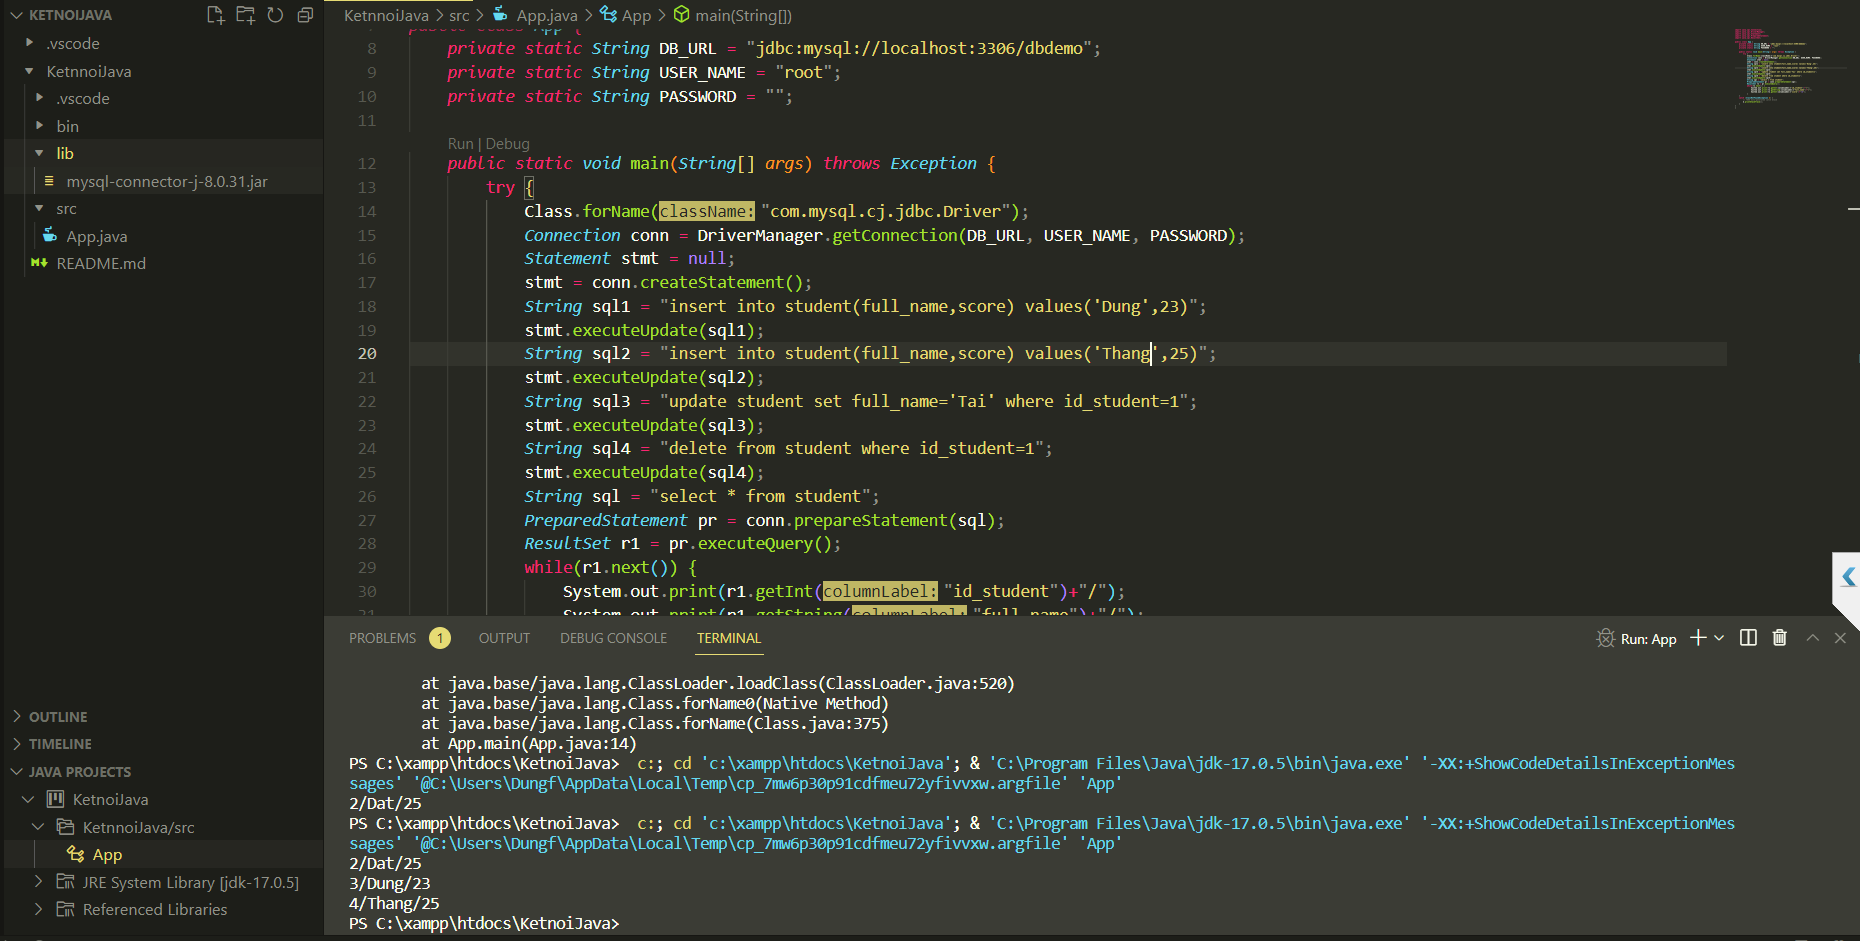 KETNOIJAVA
.vscode
KetnnoiJava
.vscode
bin
lib
mysql-connector-j-8.0.31.jar
src
App.java
README.md
OUTLINE
TIMELINE
JAVA PROJECTS
KetnoiJava
KetnnoiJava/src
App
JRE System Library [jdk-17.0.5]
Referenced Libraries
KetnnoiJava > src > App.java > App > main(String[])
public class App {
8 private static String DB_URL = "jdbc:mysql://localhost:3306/dbdemo";
9 private static String USER_NAME = "root";
10 private static String PASSWORD = "";
11
Run | Debug
12 public static void main(String[] args) throws Exception {
13 try {
14 Class.forName(className: "com.mysql.cj.jdbc.Driver");
15 Connection conn = DriverManager.getConnection(DB_URL, USER_NAME, PASSWORD);
16 Statement stmt = null;
17 stmt = conn.createStatement();
18 String sql1 = "insert into student(full_name,score) values('Dung',23)";
19 stmt.executeUpdate(sql1);
20 String sql2 = "insert into student(full_name,score) values('Thang',25)";
21 stmt.executeUpdate(sql2);
22 String sql3 = "update student set full_name='Tai' where id_student=1";
23 stmt.executeUpdate(sql3);
24 String sql4 = "delete from student where id_student=1";
25 stmt.executeUpdate(sql4);
26 String sql = "select * from student";
27 PreparedStatement pr = conn.prepareStatement(sql);
28 ResultSet r1 = pr.executeQuery();
29 while(r1.next()) {
30 System.out.print(r1.getInt(columnLabel: "id_student")+"/");
31 System.out.print(r1.getString(columnLabel: "full_name")+"/");
PROBLEMS 1 OUTPUT DEBUG CONSOLE TERMINAL
Run: App
at java.base/java.lang.ClassLoader.loadClass(ClassLoader.java:520)
at java.base/java.lang.Class.forName0(Native Method)
at java.base/java.lang.Class.forName(Class.java:375)
at App.main(App.java:14)
PS C:\xampp\htdocs\KetnoiJava> c:; cd 'c:\xampp\htdocs\KetnoiJava'; & 'C:\Program Files\Java\jdk-17.0.5\bin\java.exe' '-XX:+ShowCodeDetailsInExceptionMes
sages' '@C:\Users\Dungf\AppData\Local\Temp\cp_7mw6p30p91cdfmeu72yfivvxw.argfile' 'App'
2/Dat/25
PS C:\xampp\htdocs\KetnoiJava> c:; cd 'c:\xampp\htdocs\KetnoiJava'; & 'C:\Program Files\Java\jdk-17.0.5\bin\java.exe' '-XX:+ShowCodeDetailsInExceptionMes
sages' '@C:\Users\Dungf\AppData\Local\Temp\cp_7mw6p30p91cdfmeu72yfivvxw.argfile' 'App'
2/Dat/25
3/Dung/23
4/Thang/25
PS C:\xampp\htdocs\KetnoiJava>